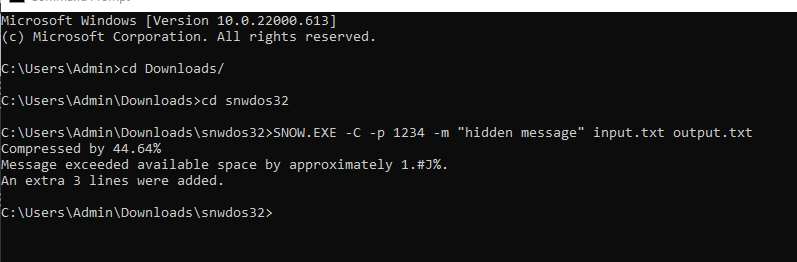 Microsoft Windows [Version 10.0.22000.613]
(c) Microsoft Corporation. All rights reserved.
C:\Users\Admin>cd Downloads/
C:\Users\Admin\Downloads>cd snwdos32
C:\Users\Admin\Downloads\snwdos32>SNOW.EXE -C -p 1234 -m "hidden message" input.txt output.txt
Compressed by 44.64%
Message exceeded available space by approximately 1.#J%.
An extra 3 lines were added.
C:\Users\Admin\Downloads\snwdos32>